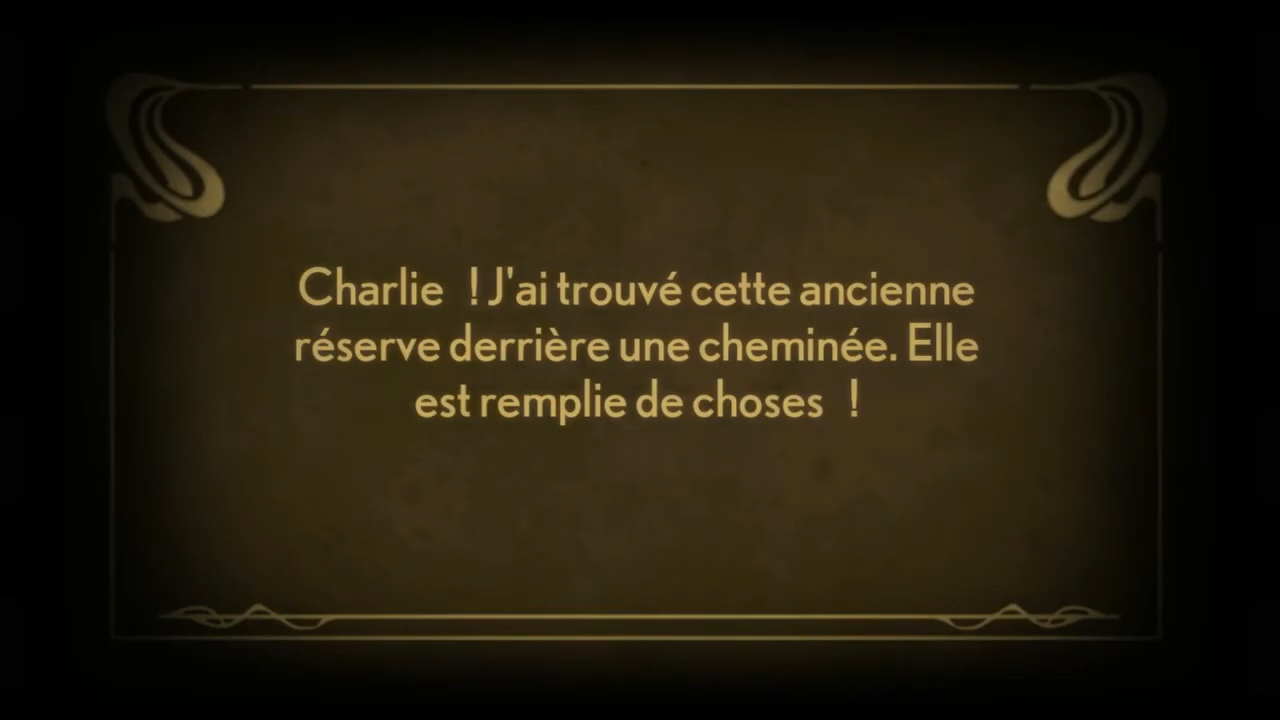 Charlie  ! J'ai trouvé cette ancienne
réserve derrière une cheminée. Elle
est remplie de choses  !